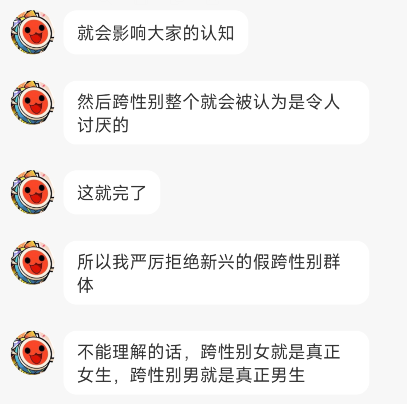 就会影响大家的认知
然后跨性别整个就会被认为是令人
讨厌的
这就完了
所以我严厉拒绝新兴的假跨性别群
体
不能理解的话，跨性别女就是真正
女生，跨性别男就是真正男生